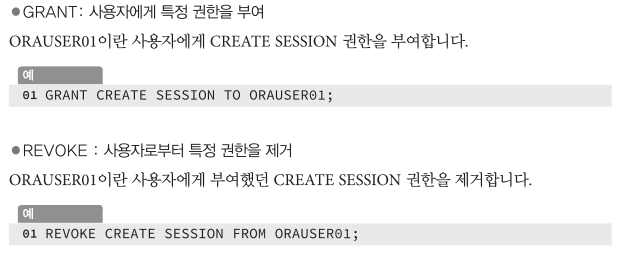 ●GRANT: 사용자에게 특정 권한을 부여
ORAUSER01이란 사용자에게 CREATE SESSION 권한을 부여합니다.
예
01 GRANT CREATE SESSION TO ORAUSER01;
●REVOKE : 사용자로부터 특정 권한을 제거
ORAUSER01이란 사용자에게 부여했던 CREATE SESSION 권한을 제거합니다.
예
01 REVOKE CREATE SESSION FROM ORAUSER01;